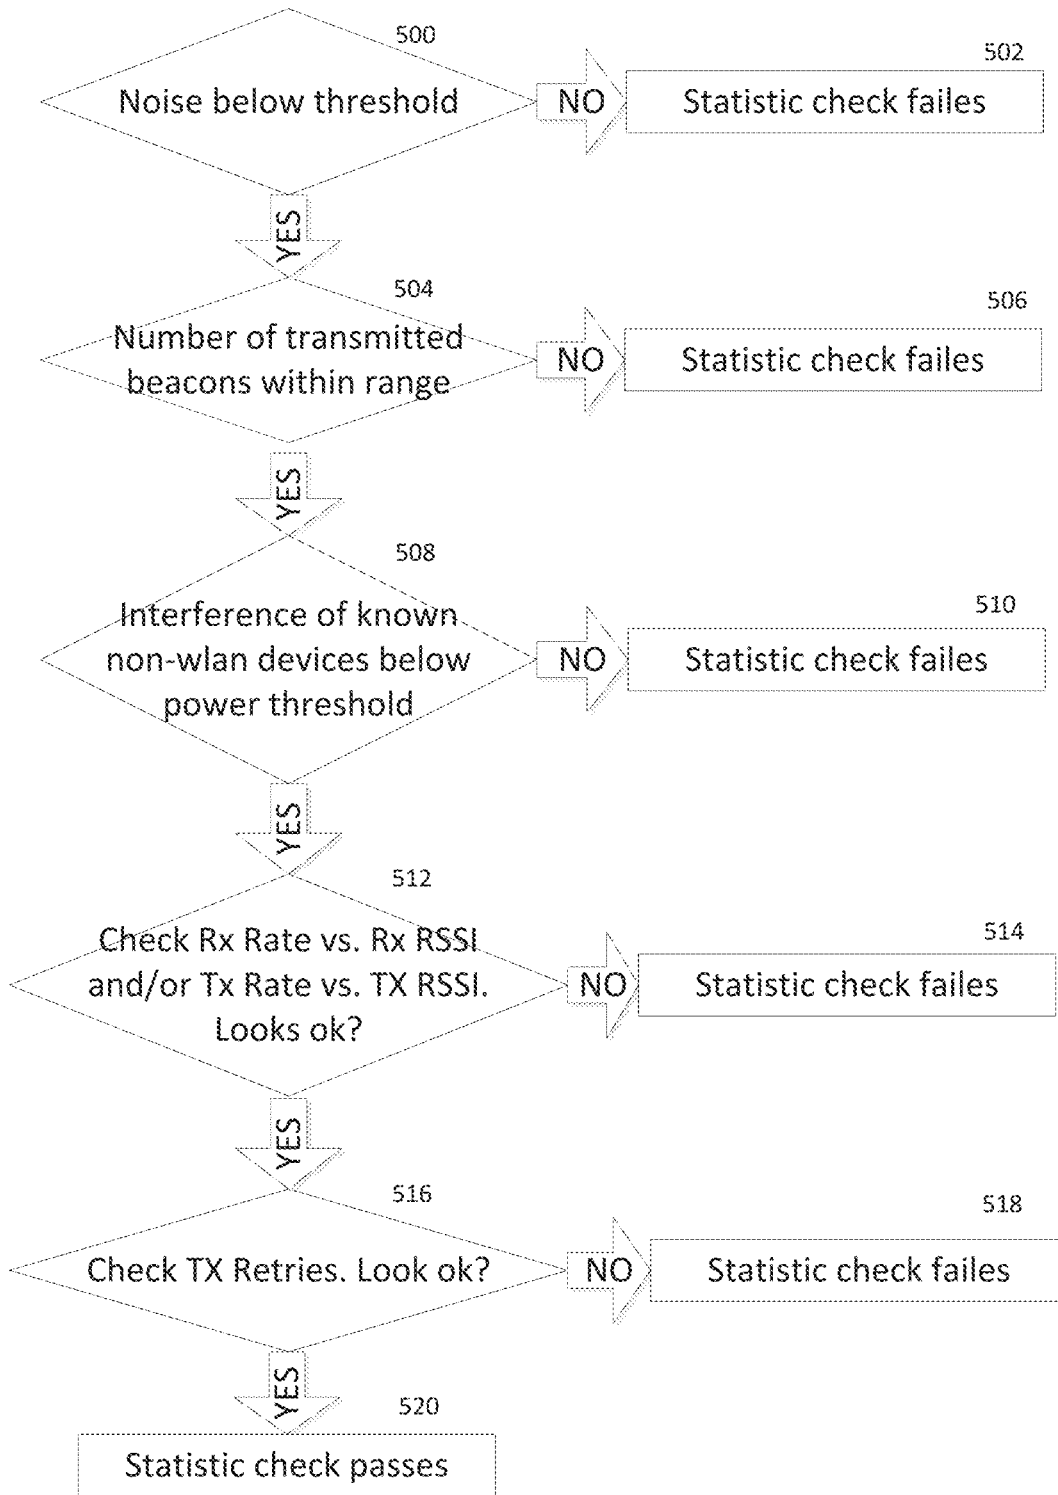 500
Noise below threshold
NO
502
Statistic check failes
YES
504
Number of transmitted
beacons within range
NO
506
Statistic check failes
YES
508
Interference of known
non-wlan devices below
power threshold
NO
510
Statistic check failes
YES
512
Check Rx Rate vs. Rx RSSI
and/or Tx Rate vs. TX RSSI.
Looks ok?
NO
514
Statistic check failes
YES
516
Check TX Retries. Look ok?
NO
518
Statistic check failes
YES
520
Statistic check passes